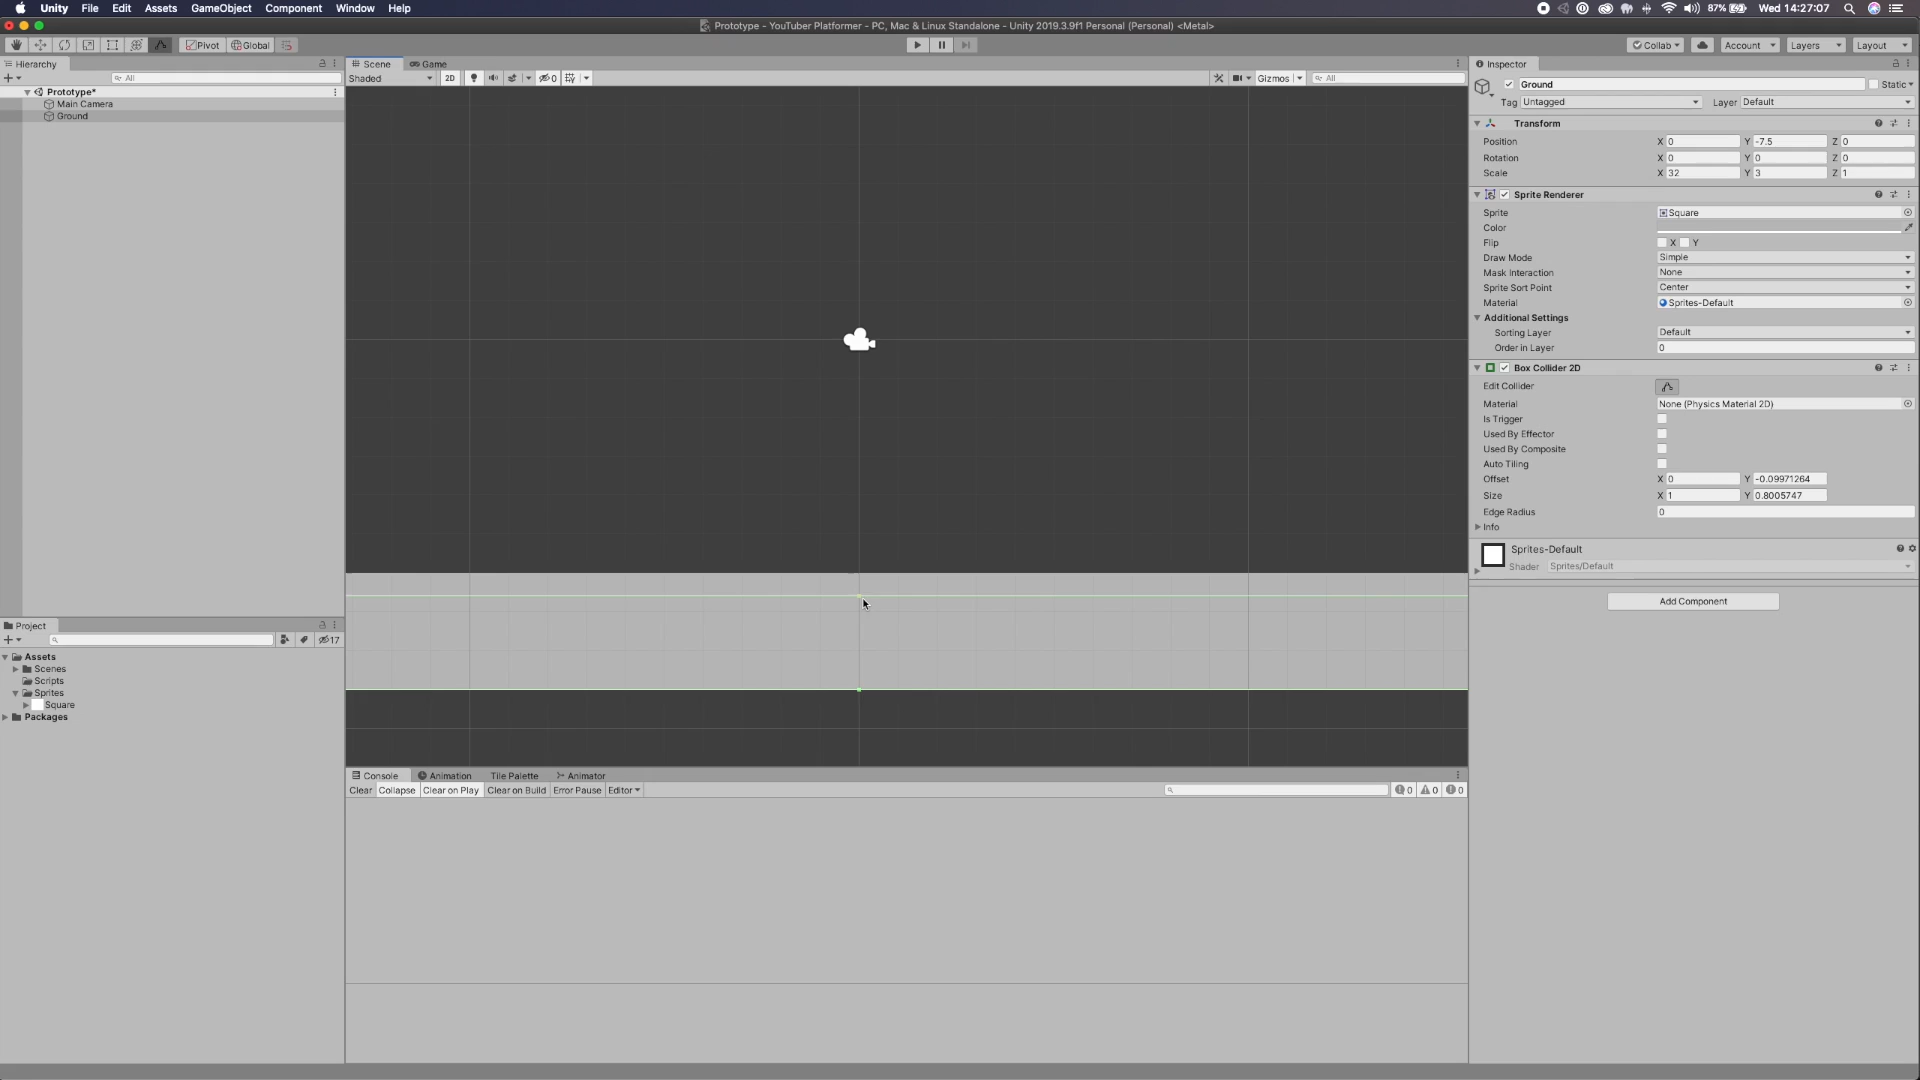 Unity File Edit Assets GameObject Component Window Help 87% Wed 14:27:07
Prototype - YouTuber Platformer - PC, Mac & Linux Standalone - Unity 2019.3.9f1 Personal (Personal) <Metal>
Pivot Global Collab Account Layers Layout
Hierarchy
All
Prototype*
Main Camera
Ground
Scene Game
Shaded 2D 0 Gizmos All
Inspector
Ground Static
Tag Untagged Layer Default
Transform
Position X 0 Y -7.5 Z 0
Rotation X 0 Y 0 Z 0
Scale X 32 Y 3 Z 1
Sprite Renderer
Sprite Square
Color
Flip X Y
Draw Mode Simple
Mask Interaction None
Sprite Sort Point Center
Material Sprites-Default
Additional Settings
Sorting Layer Default
Order in Layer 0
Box Collider 2D
Edit Collider
Material None (Physics Material 2D)
Is Trigger
Used By Effector
Used By Composite
Auto Tiling
Offset X 0 Y -0.09971264
Size X 1 Y 0.8005747
Edge Radius 0
Info
Sprites-Default
Shader Sprites/Default
Add Component
Project
17
Assets
Scenes
Scripts
Sprites
Square
Packages
Console Animation Tile Palette Animator
Clear Collapse Clear on Play Clear on Build Error Pause Editor 0 0 0